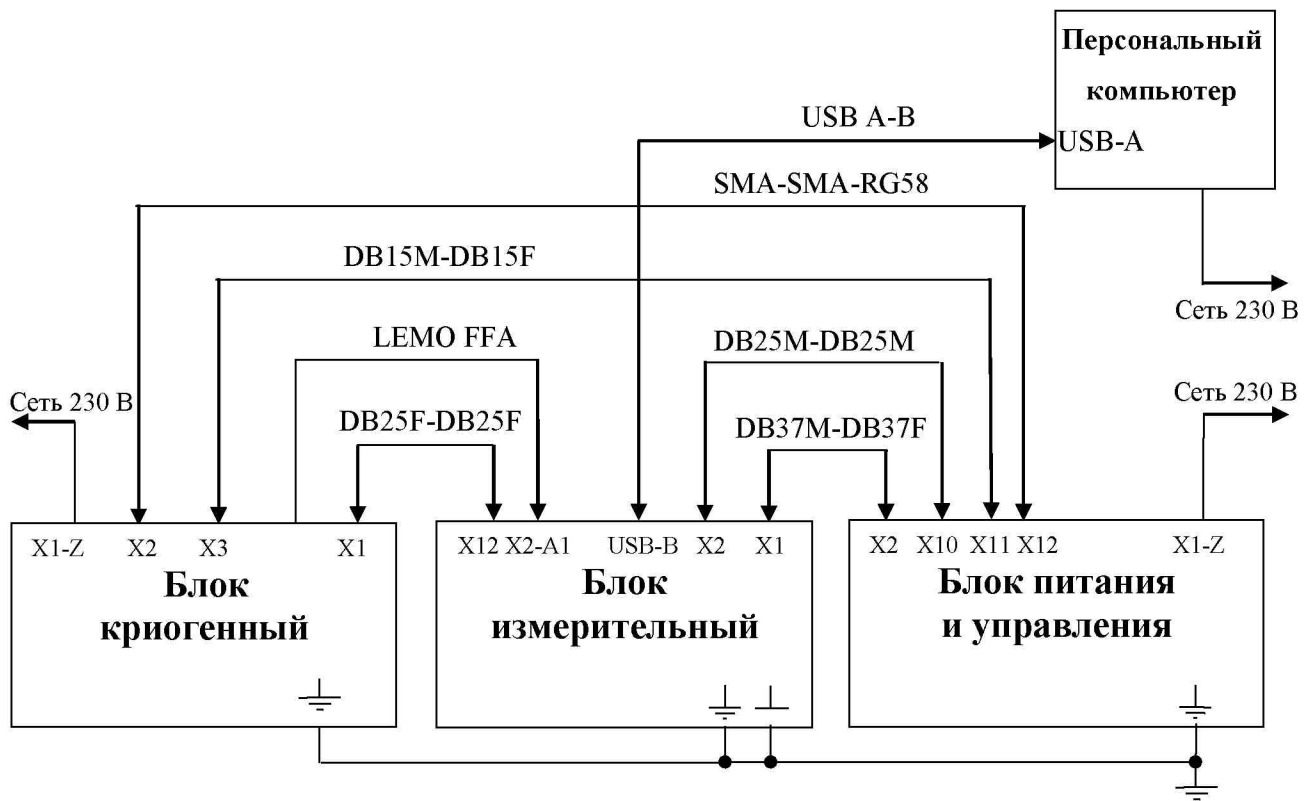 Персональный
компьютер
USB A-B
USB-A
SMA-SMA-RG58
DB15M-DB15F
Сеть 230 В
LEMO FFA
DB25M-DB25M
Сеть 230 В
Сеть 230 В
DB25F-DB25F
DB37M-DB37F
X1-Z X2 X3 X1
Блок
криогенный
X12 X2-A1 USB-B X2 X1
Блок
измерительный
X2 X10 X11 X12 X1-Z
Блок питания
и управления